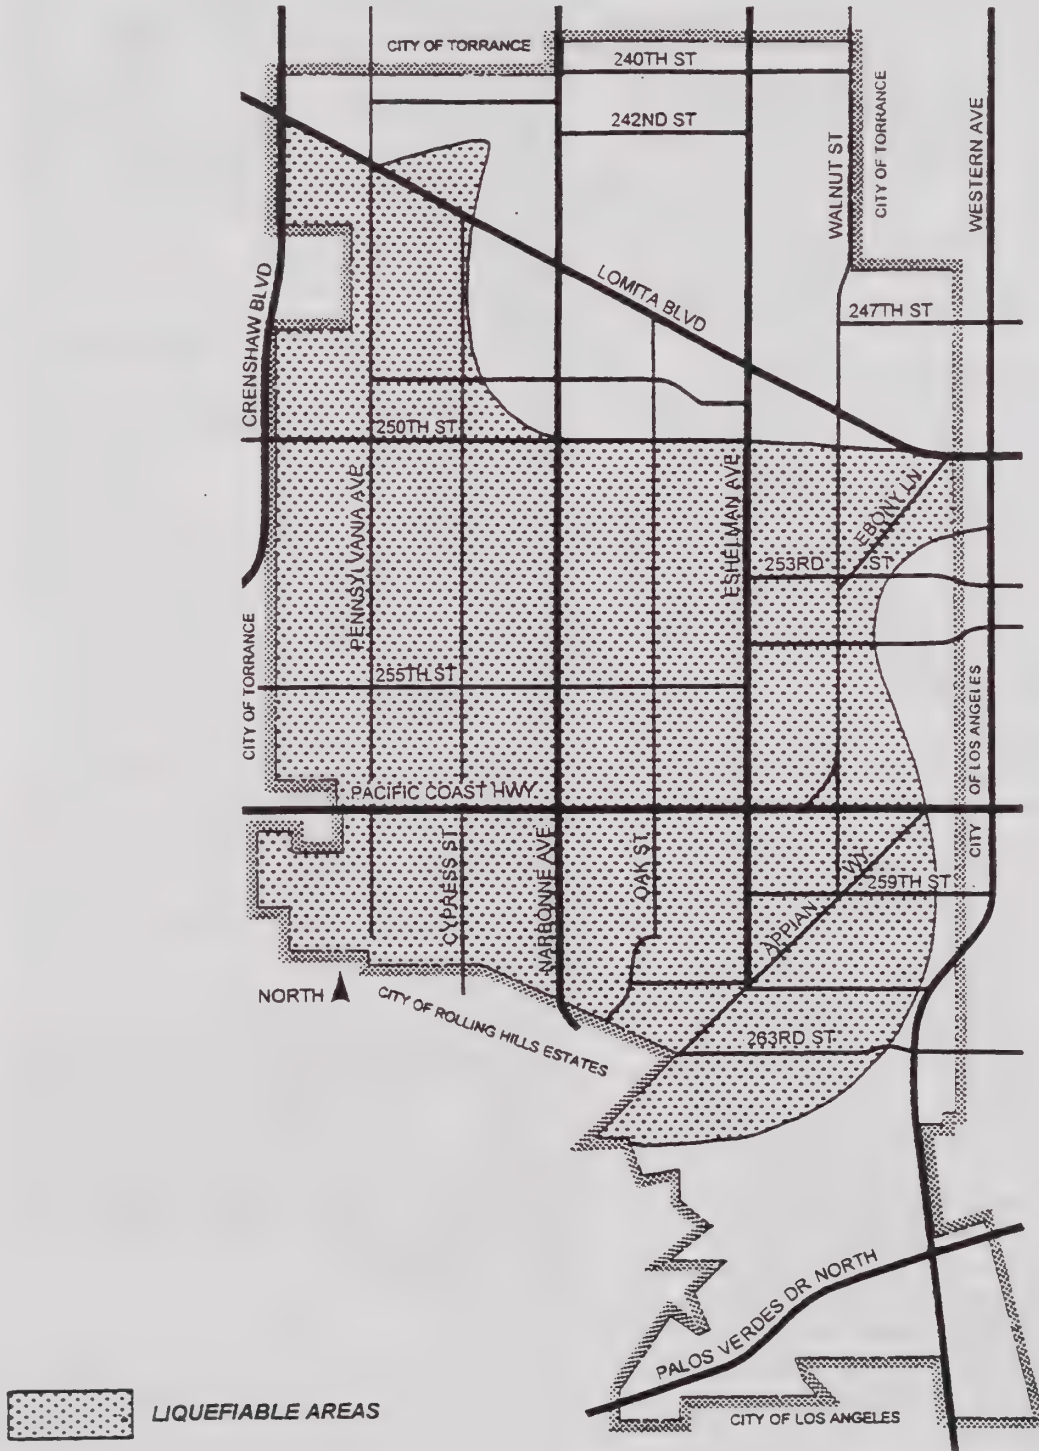 CITY OF TORRANCE
240TH ST
242ND ST
WALNUT ST
CITY OF TORRANCE
WESTERN AVE
CRENSHAW BLVD
LOMITA BLVD
247TH ST
250TH ST
PENNSYLVANIA AVE
ESHELMAN AVE
EBONY LN
253RD ST
CITY OF TORRANCE
255TH ST
CITY OF LOS ANGELES
PACIFIC COAST HWY
CYPRESS ST
NARBONNE AVE
OAK ST
APPIAN WY
259TH ST
NORTH
CITY OF ROLLING HILLS ESTATES
263RD ST
PALOS VERDES DR NORTH
LIQUEFIABLE AREAS
CITY OF LOS ANGELES